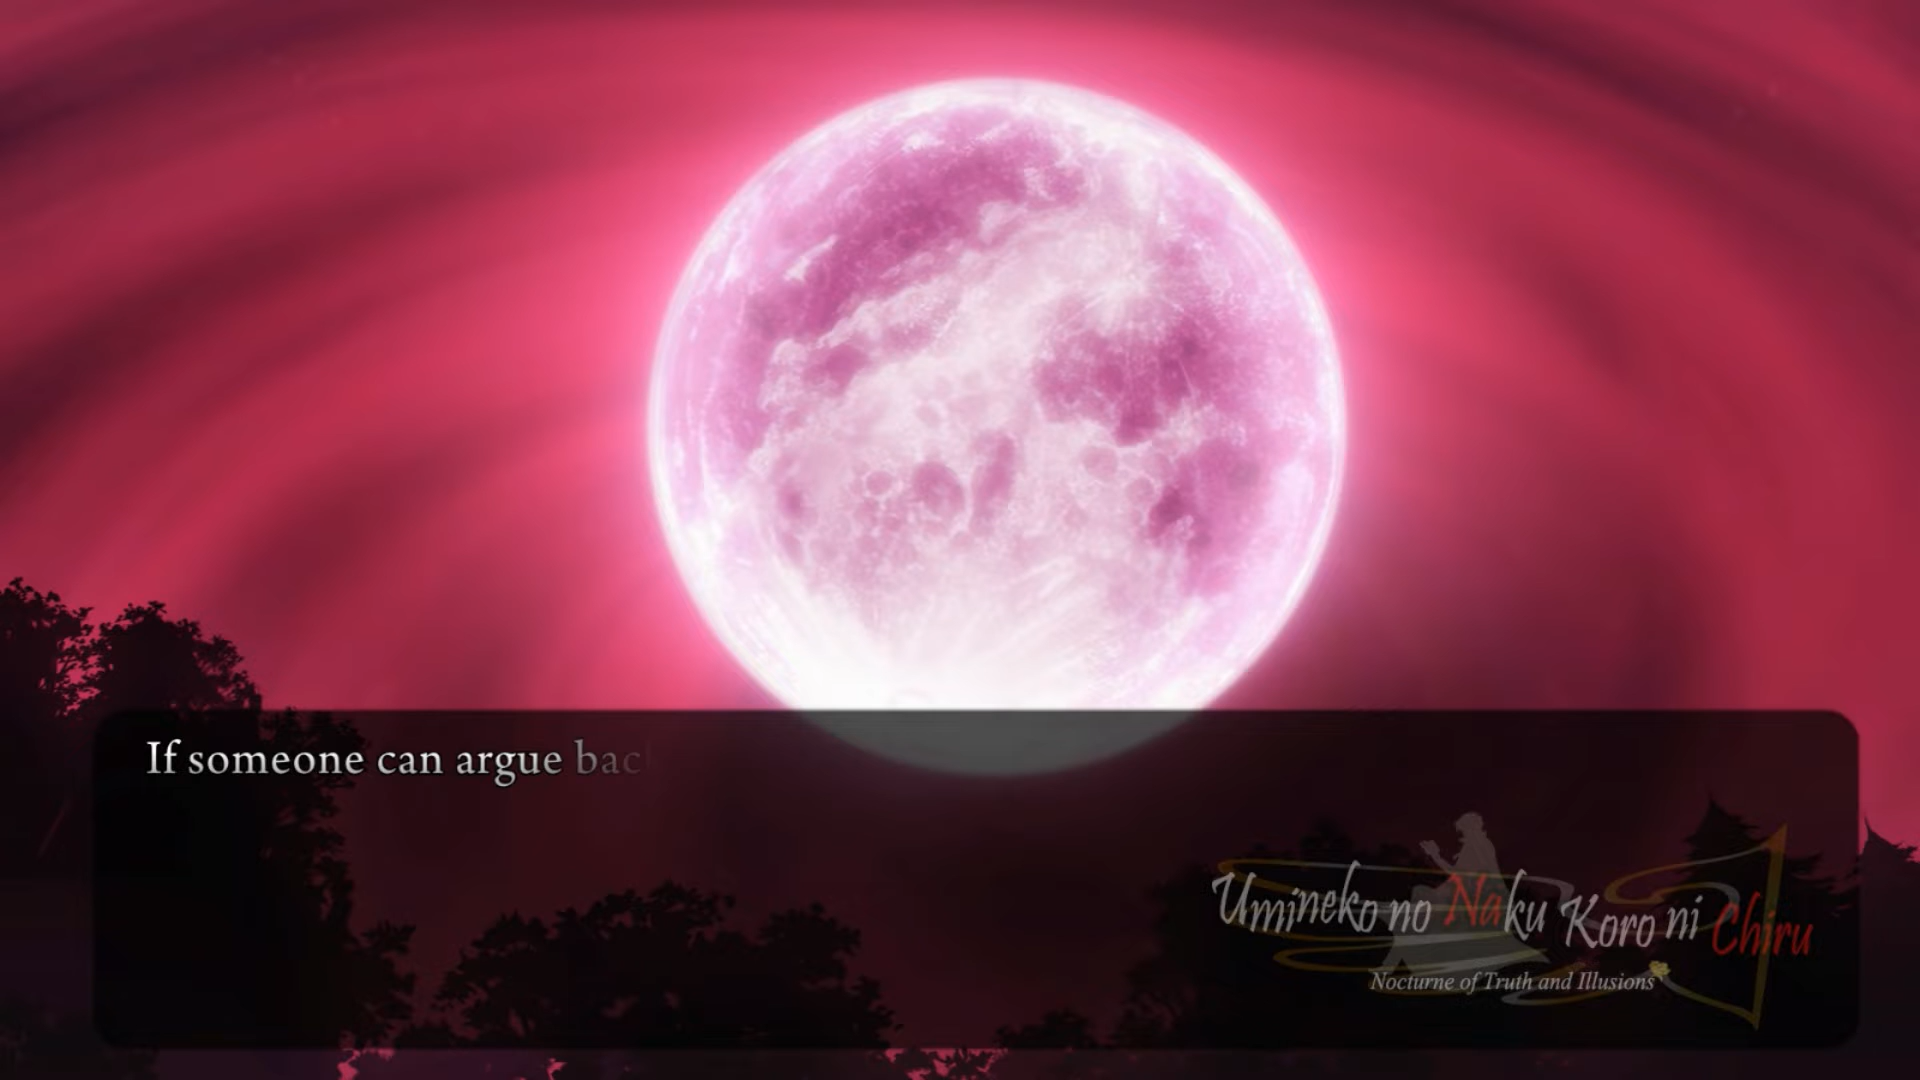 If someone can argue bac
Umineko no Naku Koro ni Chiru
Nocturne of Truth and Illusions